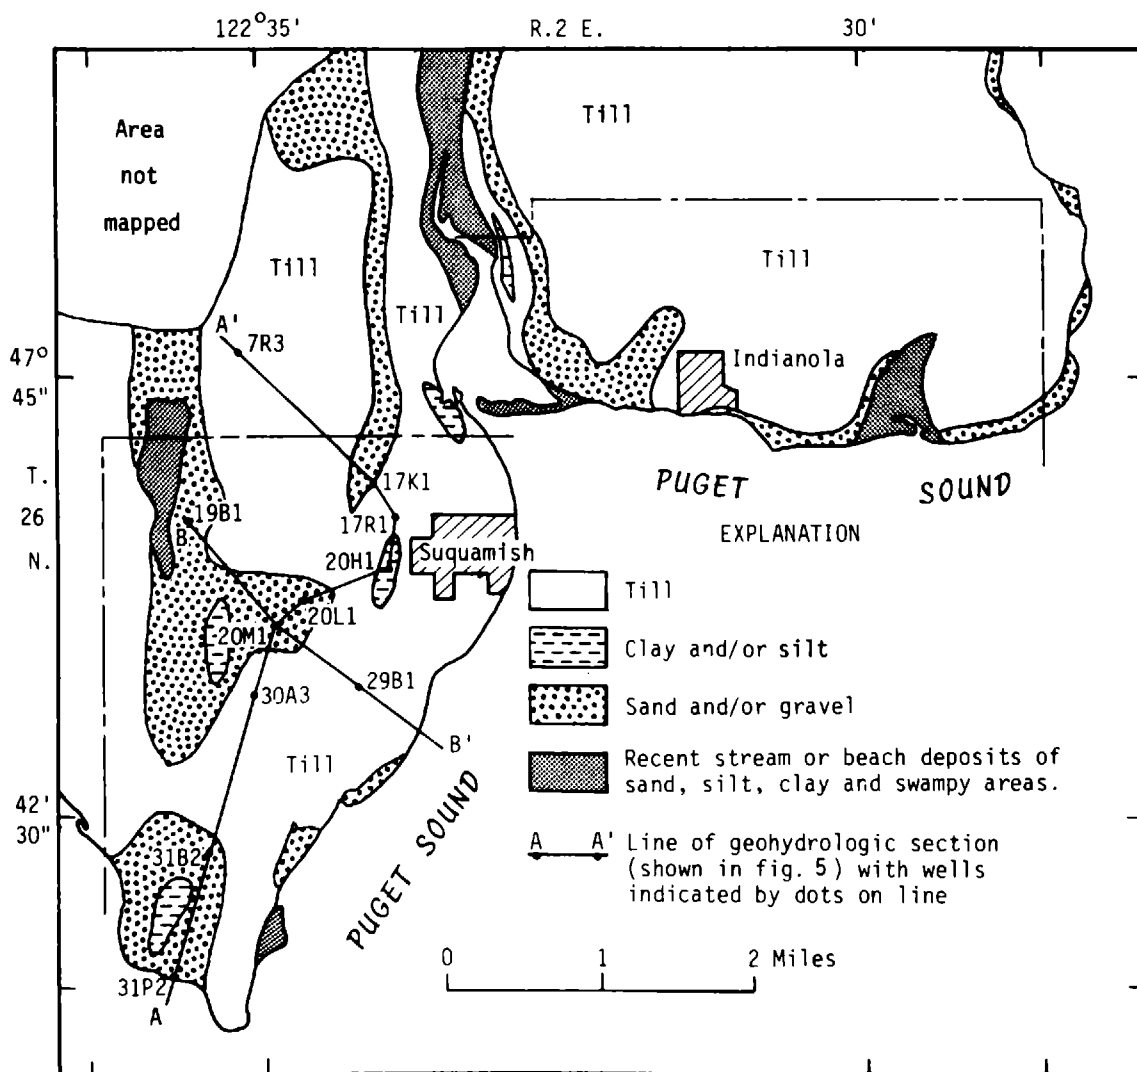 122°35'
R.2 E.
30'
Area
not
mapped
Till
Till
Till
Till
A'
7R3
47°
45"
Indianola
T.
26
N.
17K1
19B1
B
17R1
20H1
Suquamish
PUGET SOUND
20L1
20M1
29B1
30A3
B'
Till
42'
30"
31B2
PUGET SOUND
31P2
A
EXPLANATION
Till
Clay and/or silt
Sand and/or gravel
Recent stream or beach deposits of
sand, silt, clay and swampy areas.
A A' Line of geohydrologic section
(shown in fig. 5) with wells
indicated by dots on line
0 1 2 Miles